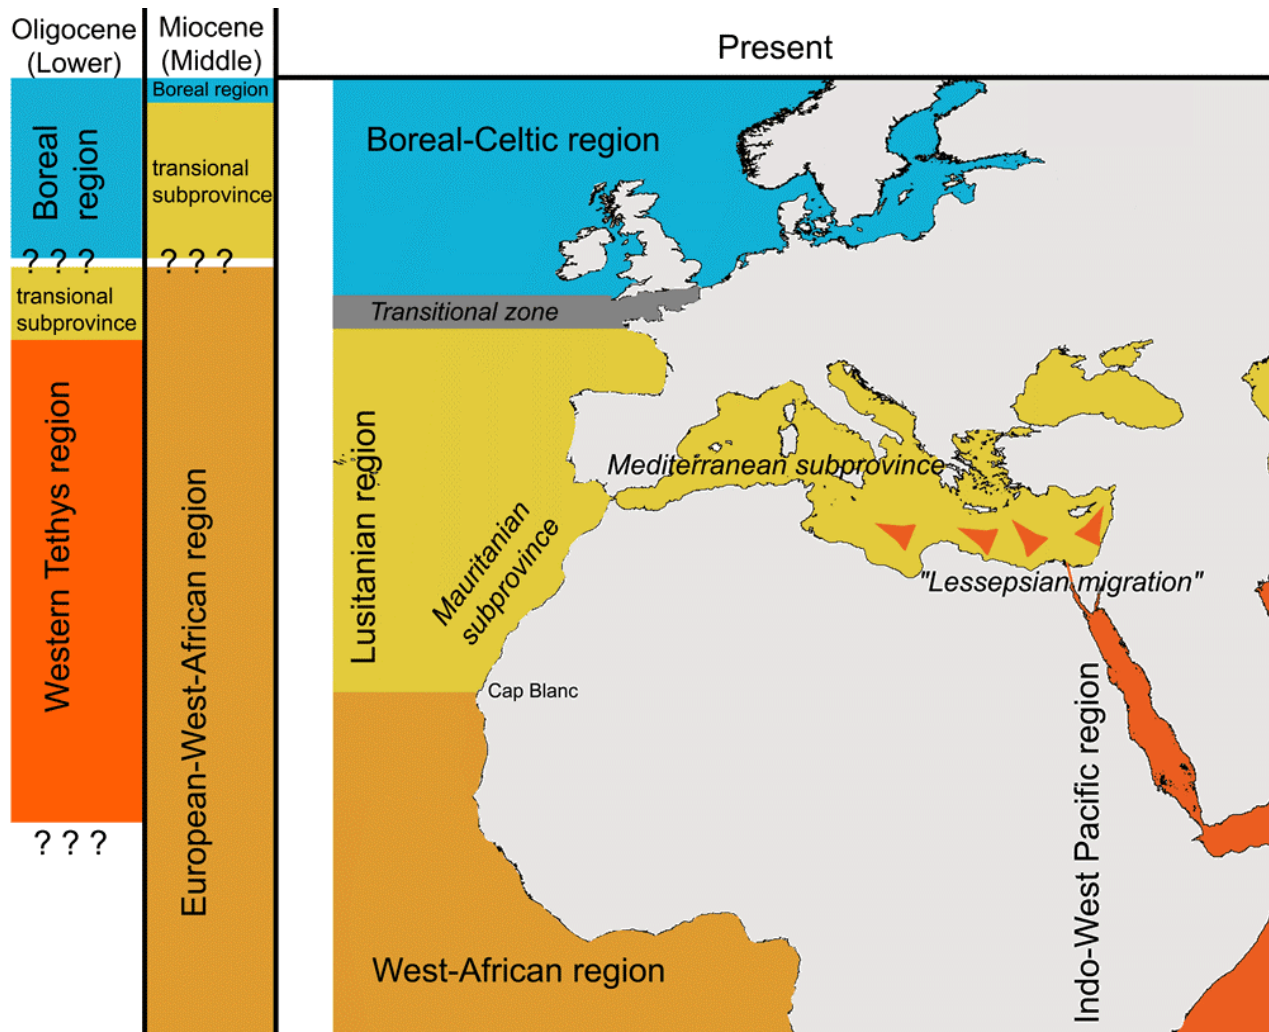 Oligocene
(Lower)
Miocene
(Middle)
Present
Boreal
region
? ? ?
transional
subprovince
Western Tethys region
? ? ?
Boreal region
transional
subprovince
? ? ?
European-West-African region
Boreal-Celtic region
Transitional zone
Lusitanian region
Mauritanian
subprovince
Mediterranean subprovince
"Lessepsian migration"
Cap Blanc
West-African region
Indo-West Pacific region